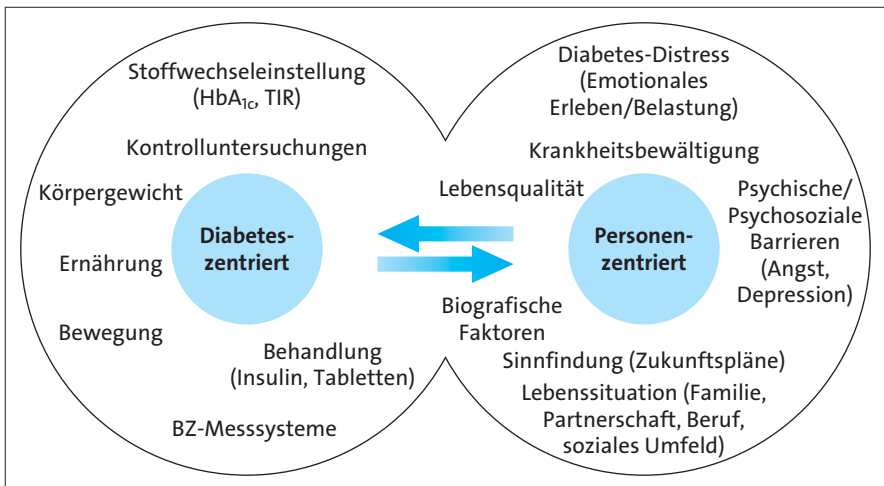 Stoffwechseleinstellung
(HbA1c, TIR)
Kontrolluntersuchungen
Körpergewicht
Diabetes-
zentriert
Ernährung
Bewegung
Behandlung
(Insulin, Tabletten)
BZ-Messsysteme
Diabetes-Distress
(Emotionales
Erleben/Belastung)
Krankheitsbewältigung
Lebensqualität
Psychische/
Psychosoziale
Barrieren
(Angst,
Depression)
Personen-
zentriert
Biografische
Faktoren
Sinnfindung (Zukunftspläne)
Lebenssituation (Familie,
Partnerschaft, Beruf,
soziales Umfeld)